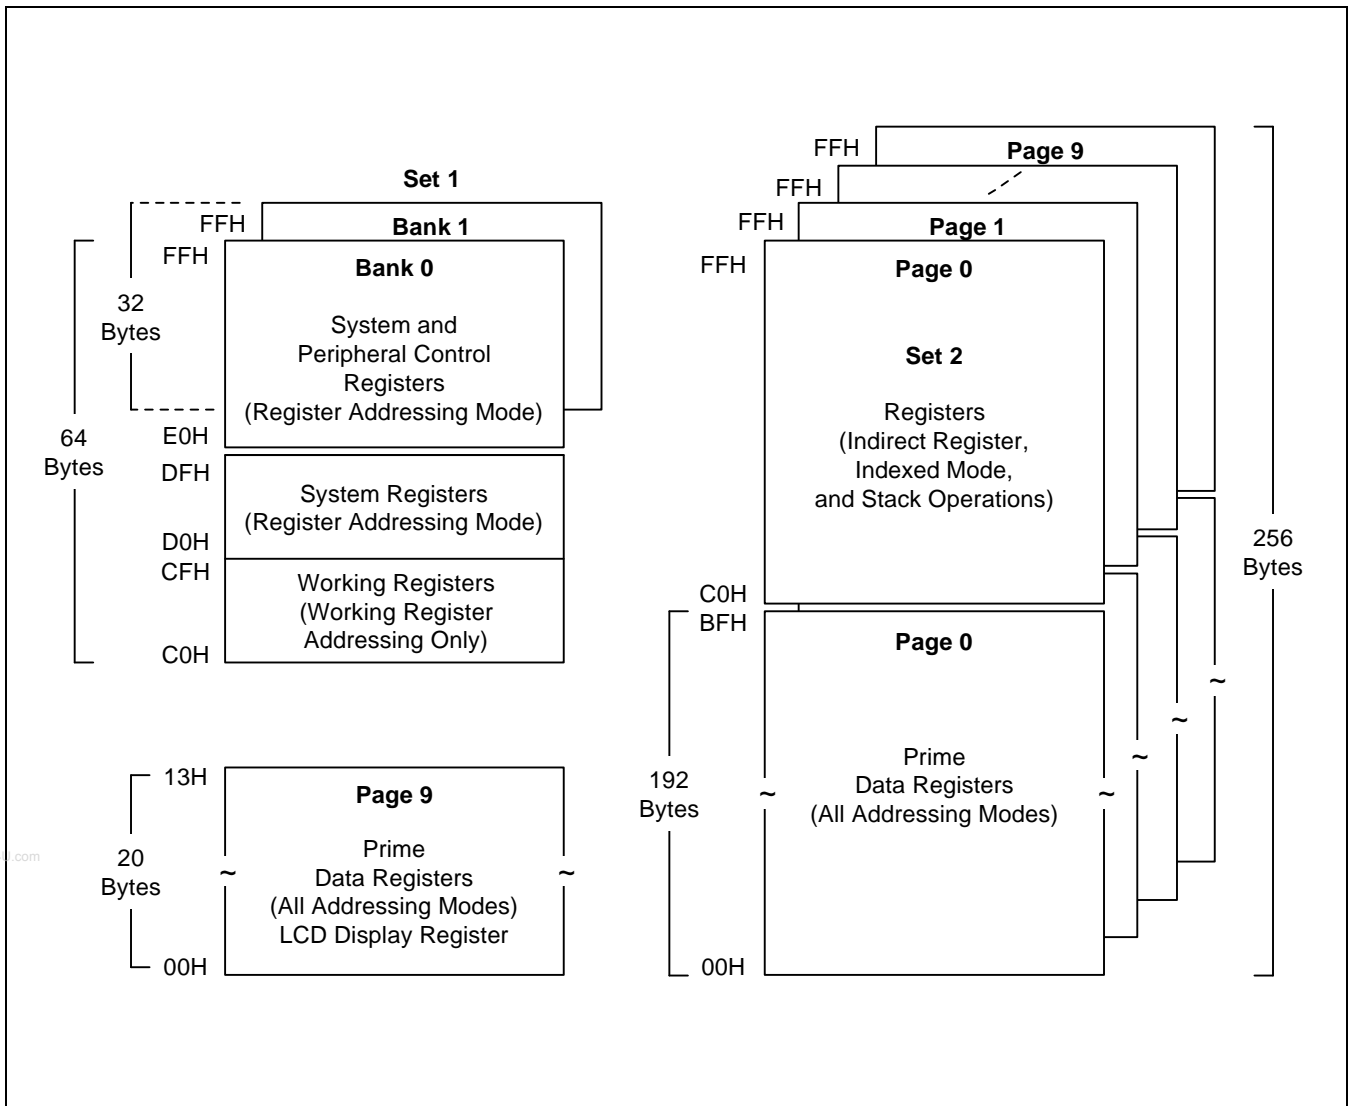 Set 1
FFH
Bank 1
FFH
Bank 0
32
Bytes
System and
Peripheral Control
Registers
(Register Addressing Mode)
E0H
64
Bytes
DFH
System Registers
(Register Addressing Mode)
D0H
CFH
Working Registers
(Working Register
Addressing Only)
C0H
13H
Page 9
20
Bytes
Prime
Data Registers
(All Addressing Modes)
LCD Display Register
~
~
00H
FFH
Page 9
FFH
FFH
Page 1
FFH
Page 0
Set 2
Registers
(Indirect Register,
Indexed Mode,
and Stack Operations)
256
Bytes
C0H
BFH
Page 0
192
Bytes
Prime
Data Registers
(All Addressing Modes)
~
~
~
~
~
00H
U.com